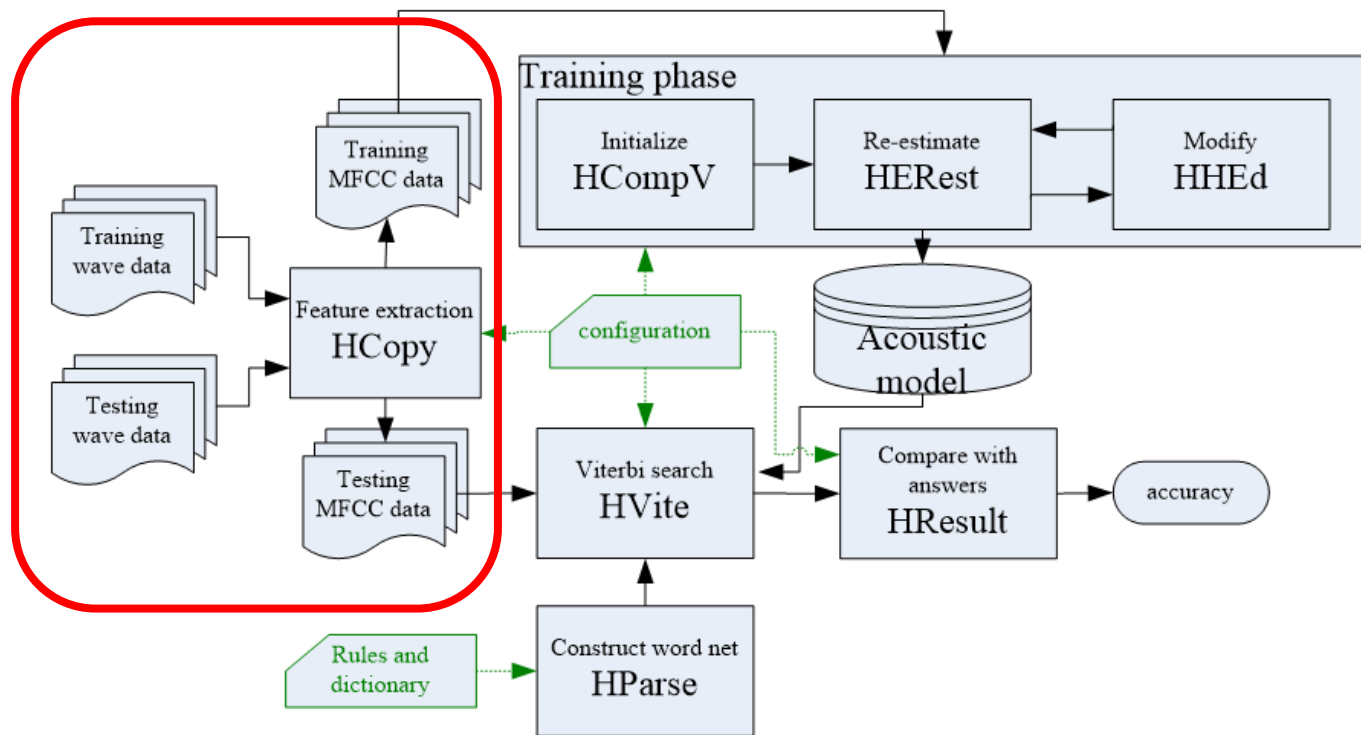 Training phase
Training
MFCC data
Initialize
HCompV
Re-estimate
HERest
Modify
HHEd
Training
wave data
Feature extraction
HCopy
configuration
Acoustic
model
Testing
wave data
Testing
MFCC data
Viterbi search
HVite
Compare with
answers
HResult
accuracy
Rules and
dictionary
Construct word net
HParse